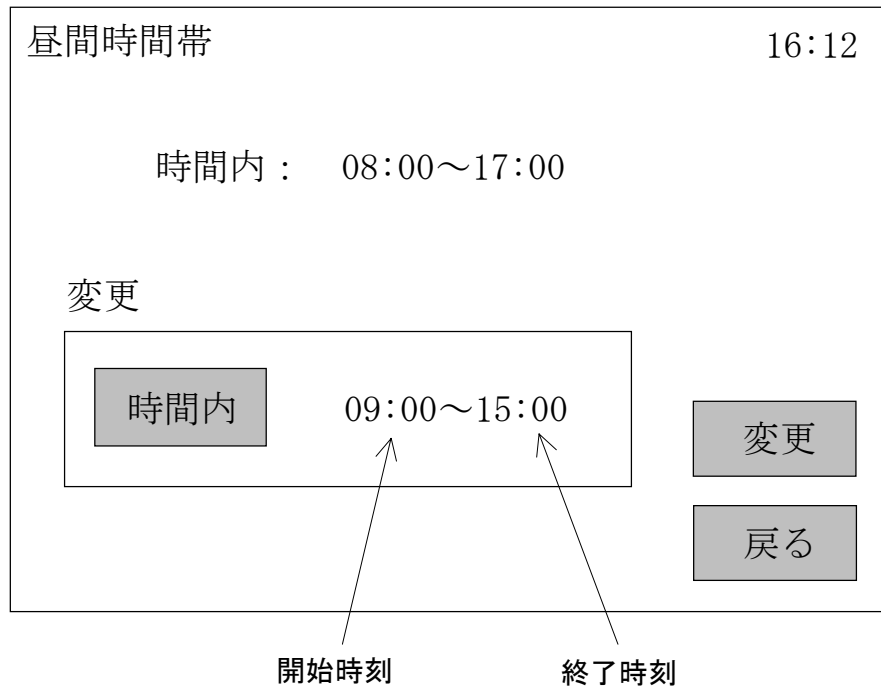 昼間時間帯 16:12
時間内: 08:00～17:00
変更
時間内 09:00～15:00
変更
戻る
開始時刻 終了時刻